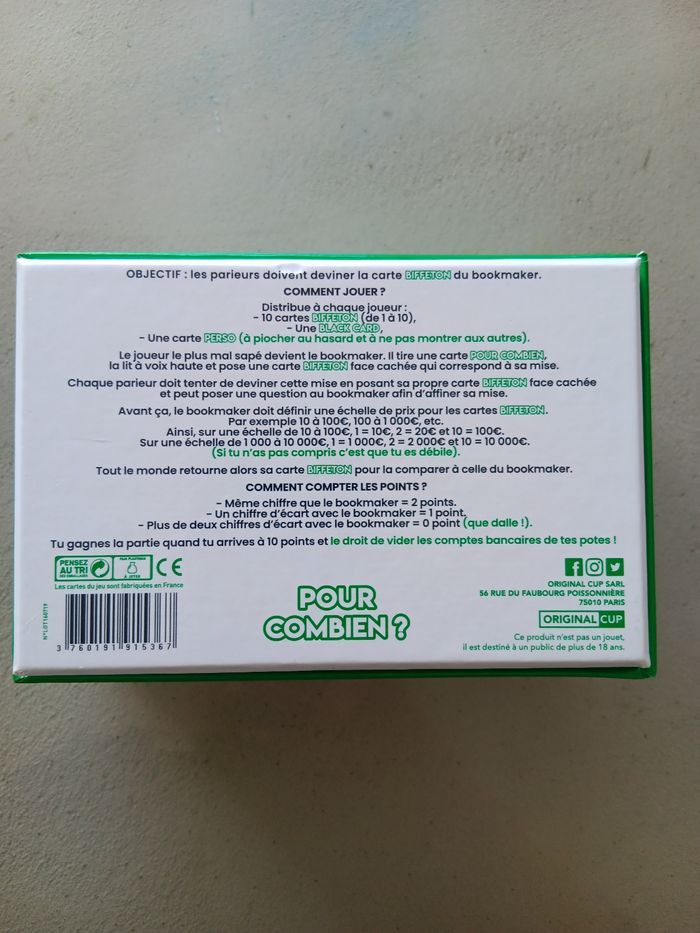 OBJECTIF : les parieurs doivent deviner la carte BIFFETON du bookmaker.
COMMENT JOUER ?
Distribue à chaque joueur :
- 10 cartes BIFFETON (de 1 à 10),
- Une BLACK CARD,
- Une carte PERSO (à piocher au hasard et à ne pas montrer aux autres).
Le joueur le plus mal sapé devient le bookmaker. Il tire une carte POUR COMBIEN,
la lit à voix haute et pose une carte BIFFETON face cachée qui correspond à sa mise.
Chaque parieur doit tenter de deviner cette mise en posant sa propre carte BIFFETON face cachée
et peut poser une question au bookmaker afin d'affiner sa mise.
Avant ça, le bookmaker doit définir une échelle de prix pour les cartes BIFFETON.
Par exemple 10 à 100€, 100 à 1 000€, etc.
Ainsi, sur une échelle de 10 à 100€, 1 = 10€, 2 = 20€ et 10 = 100€.
Sur une échelle de 1 000 à 10 000€, 1 = 1 000€, 2 = 2 000€ et 10 = 10 000€.
(Si tu n'as pas compris c'est que tu es débile).
Tout le monde retourne alors sa carte BIFFETON pour la comparer à celle du bookmaker.
COMMENT COMPTER LES POINTS ?
- Même chiffre que le bookmaker = 2 points.
- Un chiffre d'écart avec le bookmaker = 1 point.
- Plus de deux chiffres d'écart avec le bookmaker = 0 point (que dalle !).
Tu gagnes la partie quand tu arrives à 10 points et le droit de vider les comptes bancaires de tes potes !
PENSEZ
AU TRI
DES EMBALLAGES
FILM PLASTIQUE
À JETER
CE
Les cartes du jeu sont fabriquées en France
N°LOT160719
3 760191 915367
POUR
COMBIEN ?
ORIGINAL CUP SARL
56 RUE DU FAUBOURG POISSONNIÈRE
75010 PARIS
ORIGINAL CUP
Ce produit n'est pas un jouet,
il est destiné à un public de plus de 18 ans.